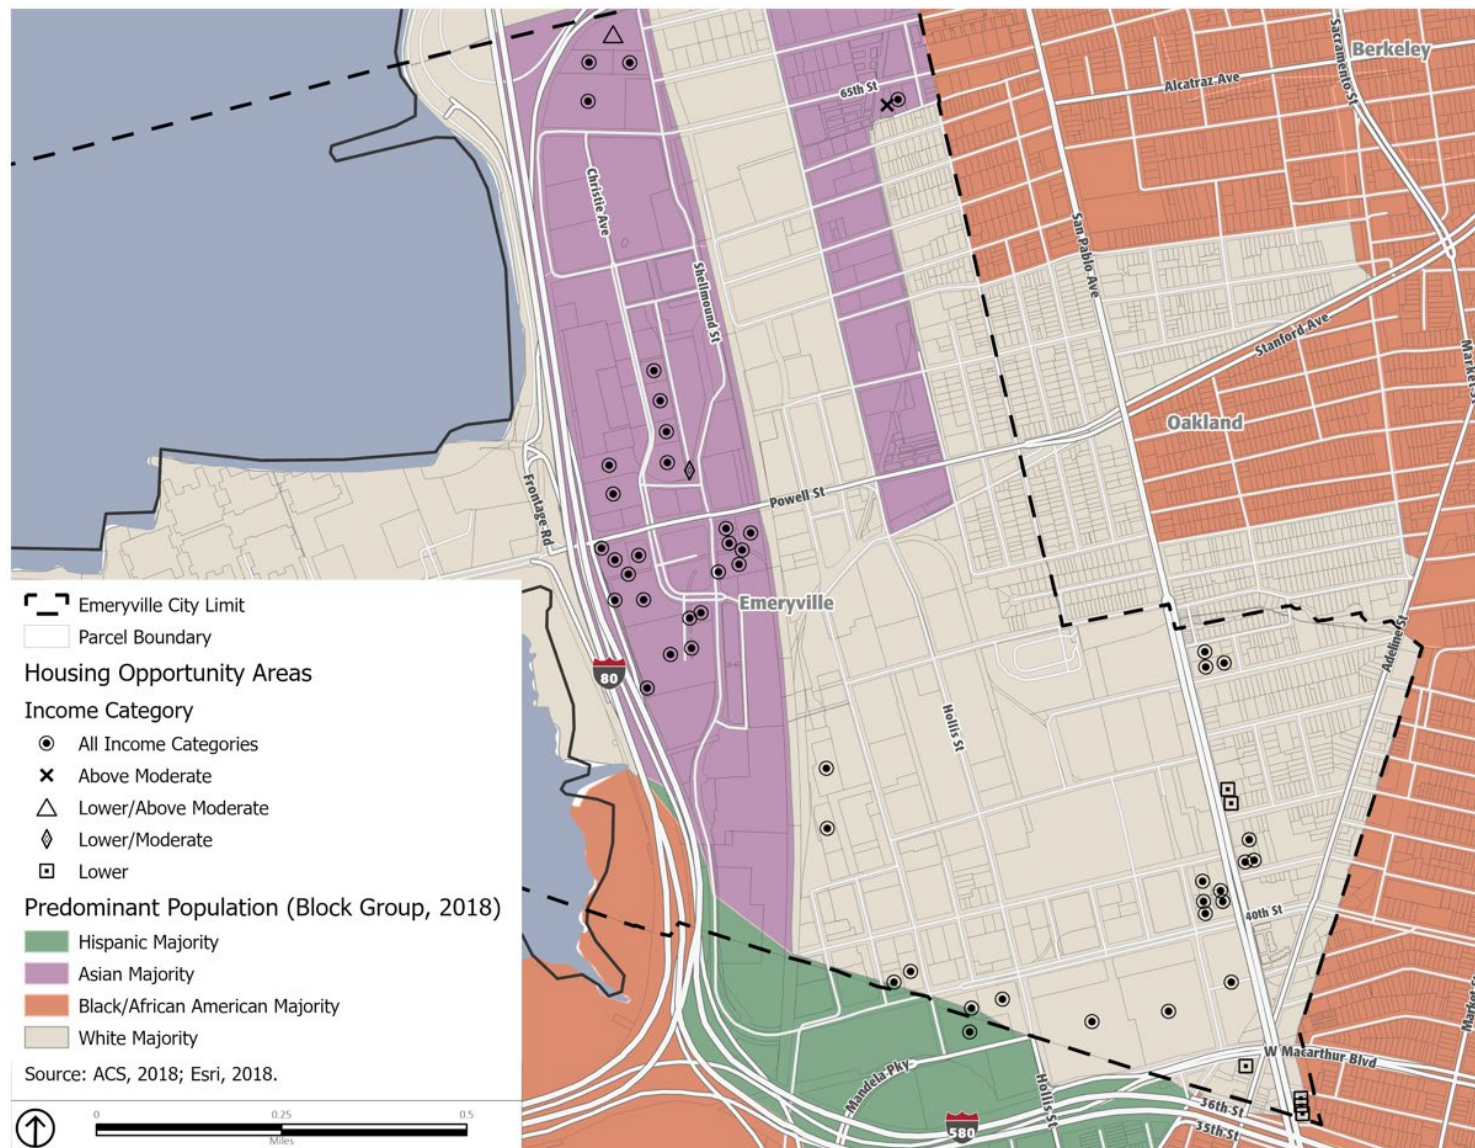 Berkeley
Sacramento St
Alcatraz Ave
65th St
Christie Ave
San Pablo Ave
Shellmound St
Stanford Ave
Market St
Oakland
Powell St
Frontage Rd
Emeryville
Adeline St
80
Hollis St
40th St
Market St
W Macarthur Blvd
Mandela Pky
Hollis St
36th St
35th St
580
Emeryville City Limit
Parcel Boundary
Housing Opportunity Areas
Income Category
All Income Categories
Above Moderate
Lower/Above Moderate
Lower/Moderate
Lower
Predominant Population (Block Group, 2018)
Hispanic Majority
Asian Majority
Black/African American Majority
White Majority
Source: ACS, 2018; Esri, 2018.
0 0.25 0.5
Miles